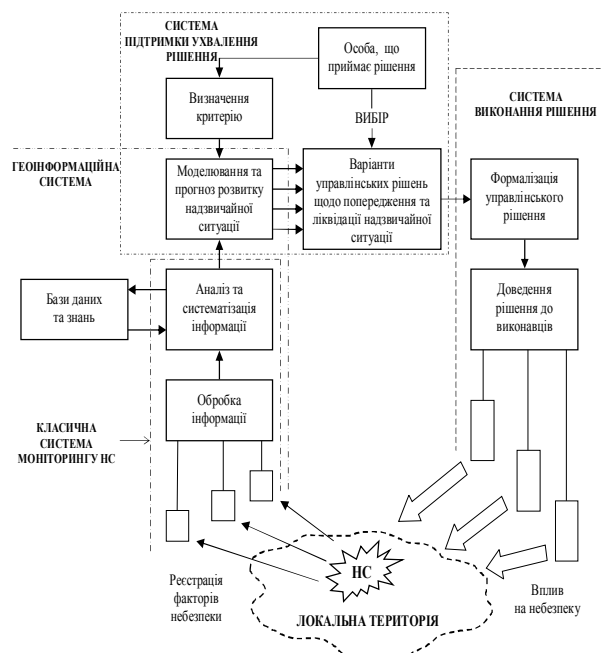 СИСТЕМА
ПІДТРИМКИ УХВАЛЕННЯ
РІШЕННЯ
Особа, що
приймає рішення
Визначення
критерію
ВИБІР
СИСТЕМА
ВИКОНАННЯ РІШЕННЯ
ГЕОІНФОРМАЦІЙНА
СИСТЕМА
Моделювання та
прогноз розвитку
надзвичайної
ситуації
Варіанти
управлінських рішень
щодо попередження та
ліквідації надзвичайної
ситуації
Формалізація
управлінського
рішення
Бази даних
та знань
Аналіз та
систематізація
інформації
Доведення
рішення до
виконавців
Обробка
інформації
КЛАСИЧНА
СИСТЕМА
МОНІТОРИНГУ НС
Реєстрація
факторів
небезпеки
НС
ЛОКАЛЬНА ТЕРИТОРІЯ
Вплив
на небезпеку